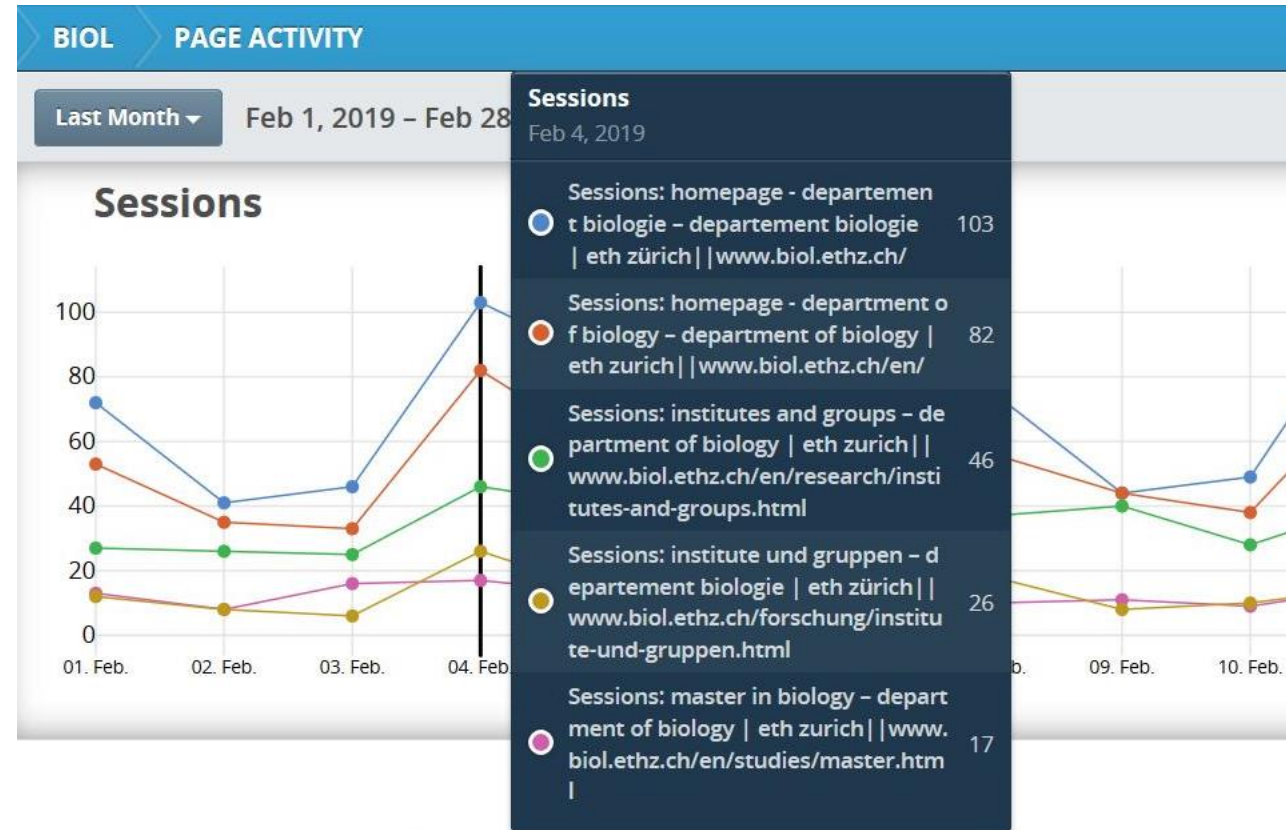 BIOL PAGE ACTIVITY
Last Month Feb 1, 2019 – Feb 28
Sessions
100
80
60
40
20
0
01. Feb. 02. Feb. 03. Feb. 04. Feb. 09. Feb. 10. Feb.
Sessions
Feb 4, 2019
Sessions: homepage - departemen
t biologie – departement biologie 103
| eth zürich||www.biol.ethz.ch/
Sessions: homepage - department o
f biology – department of biology | 82
eth zurich||www.biol.ethz.ch/en/
Sessions: institutes and groups – de
partment of biology | eth zurich||
www.biol.ethz.ch/en/research/insti 46
tutes-and-groups.html
Sessions: institute und gruppen – d
epartement biologie | eth zürich||
www.biol.ethz.ch/forschung/institu 26
te-und-gruppen.html
Sessions: master in biology – depart
ment of biology | eth zurich||www.
biol.ethz.ch/en/studies/master.htm 17
l